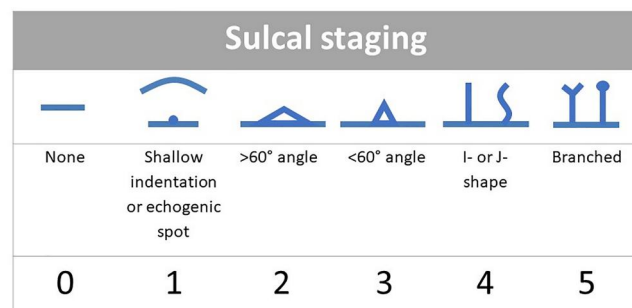 Sulcal staging
None
Shallow
indentation
or echogenic
spot
>60° angle
<60° angle
I- or J-
shape
Branched
0 1 2 3 4 5